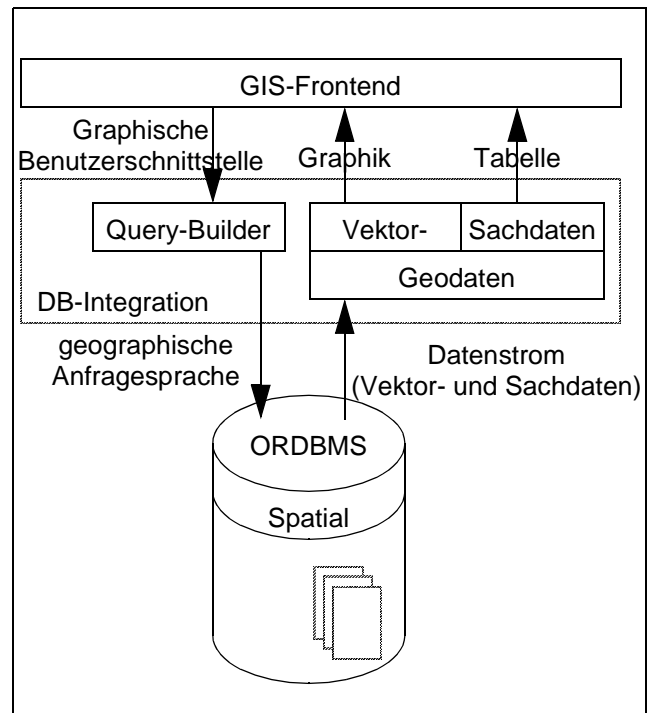 GIS-Frontend
Graphische
Benutzerschnittstelle
Graphik
Tabelle
Query-Builder
Vektor-
Sachdaten
Geodaten
DB-Integration
geographische
Anfragesprache
Datenstrom
(Vektor- und Sachdaten)
ORDBMS
Spatial